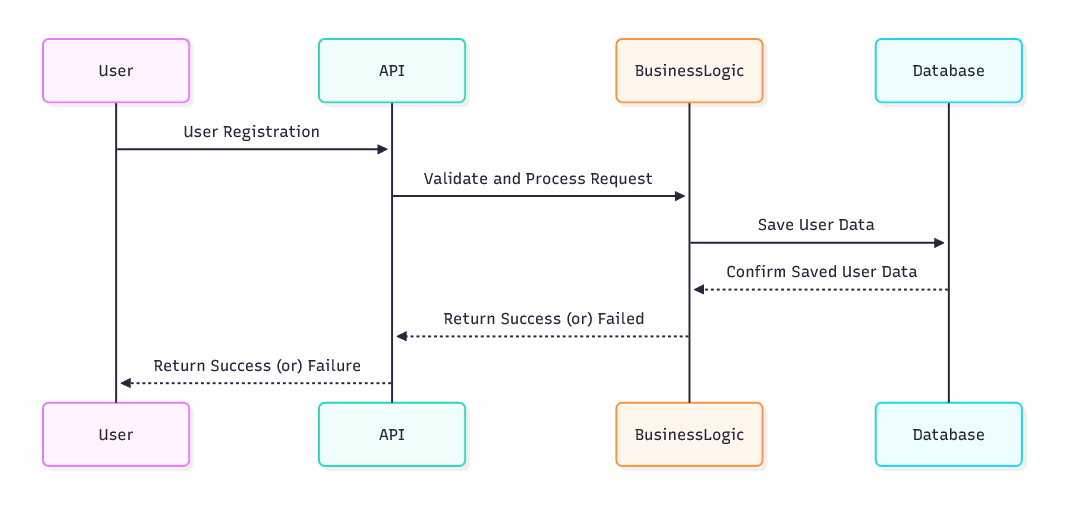 User
API
BusinessLogic
Database
User Registration
Validate and Process Request
Save User Data
Confirm Saved User Data
Return Success (or) Failed
Return Success (or) Failure
User
API
BusinessLogic
Database